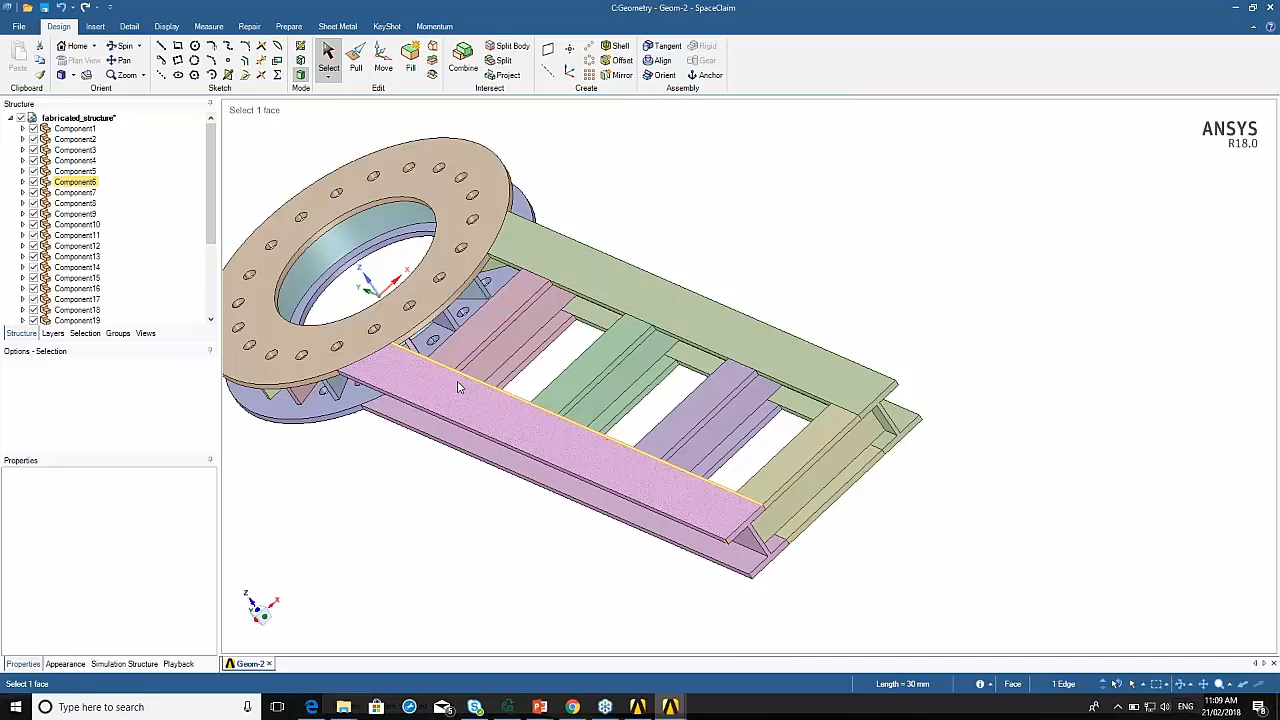 C:Geometry - Geom-2 - SpaceClaim
File Design Insert Detail Display Measure Repair Prepare Sheet Metal KeyShot Momentum
Paste
Home Spin
Plan View Pan
Zoom
Select Pull Move Fill
Combine
Split Body
Split
Project
Shell
Offset
Mirror
Tangent Rigid
Align Gear
Orient Anchor
Clipboard Orient Sketch Mode Edit Intersect Create Assembly
Structure
Select 1 face
fabricated_structure*
Component1
Component2
Component3
Component4
Component5
Component6
Component7
Component8
Component9
Component10
Component11
Component12
Component13
Component14
Component15
Component16
Component17
Component18
Component19
ANSYS
R18.0
Z X
Y
Structure Layers Selection Groups Views
Options - Selection
Properties
Z X
Y
Properties Appearance Simulation Structure Playback
Geom-2
Select 1 face
Length = 30 mm
Face
1 Edge
Type here to search
11:09 AM
21/02/2018